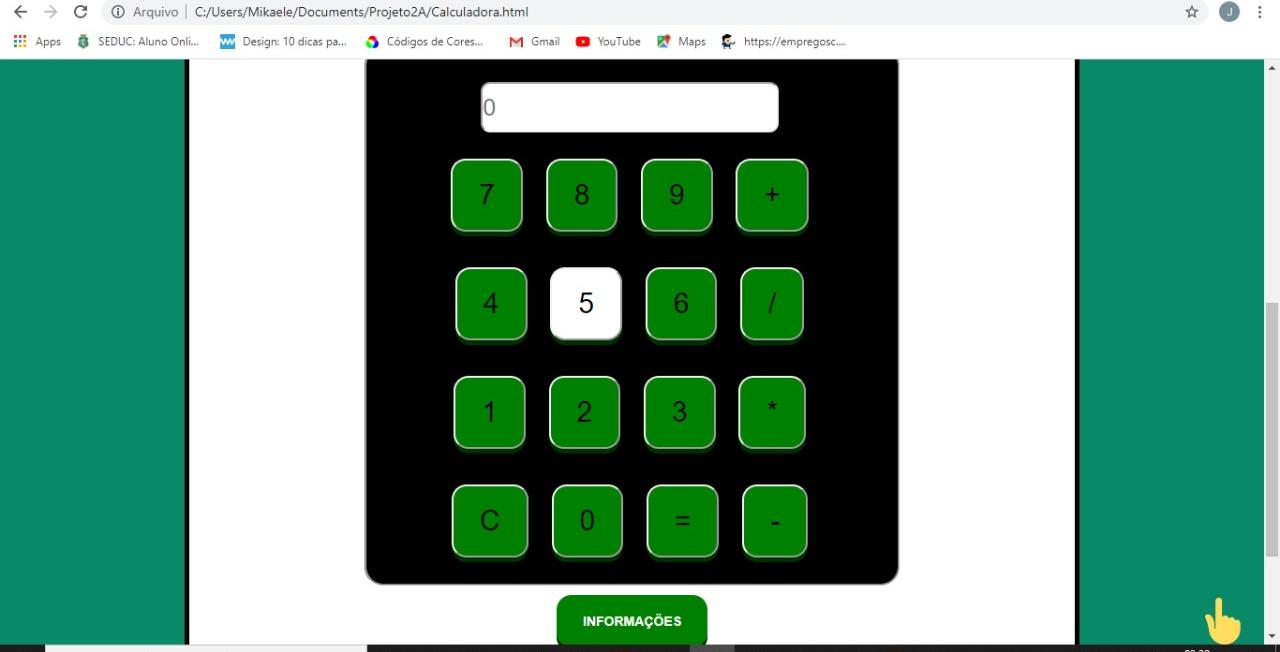 Arquivo | C:/Users/Mikaele/Documents/Projeto2A/Calculadora.html
J
Apps SEDUC: Aluno Onli... Design: 10 dicas pa... Códigos de Cores... Gmail YouTube Maps https://empregosc....
0
7 8 9 +
4 5 6 /
1 2 3 *
C 0 = -
INFORMAÇÕES